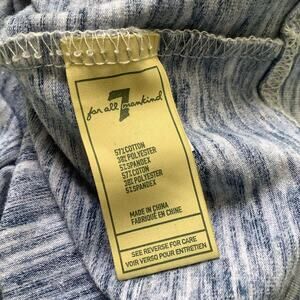 7
for all mankind
57% COTTON
38% POLYESTER
5% SPANDEX
57% COTON
38% POLYESTER
5% SPANDEX
MADE IN CHINA
FABRIQUÉ EN CHINE
SEE REVERSE FOR CARE
VOIR VERSO POUR ENTRETIEN